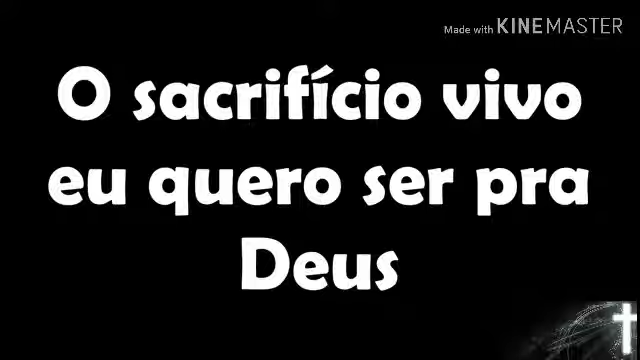 Made with KINEMASTER
O sacrifício vivo
eu quero ser pra
Deus